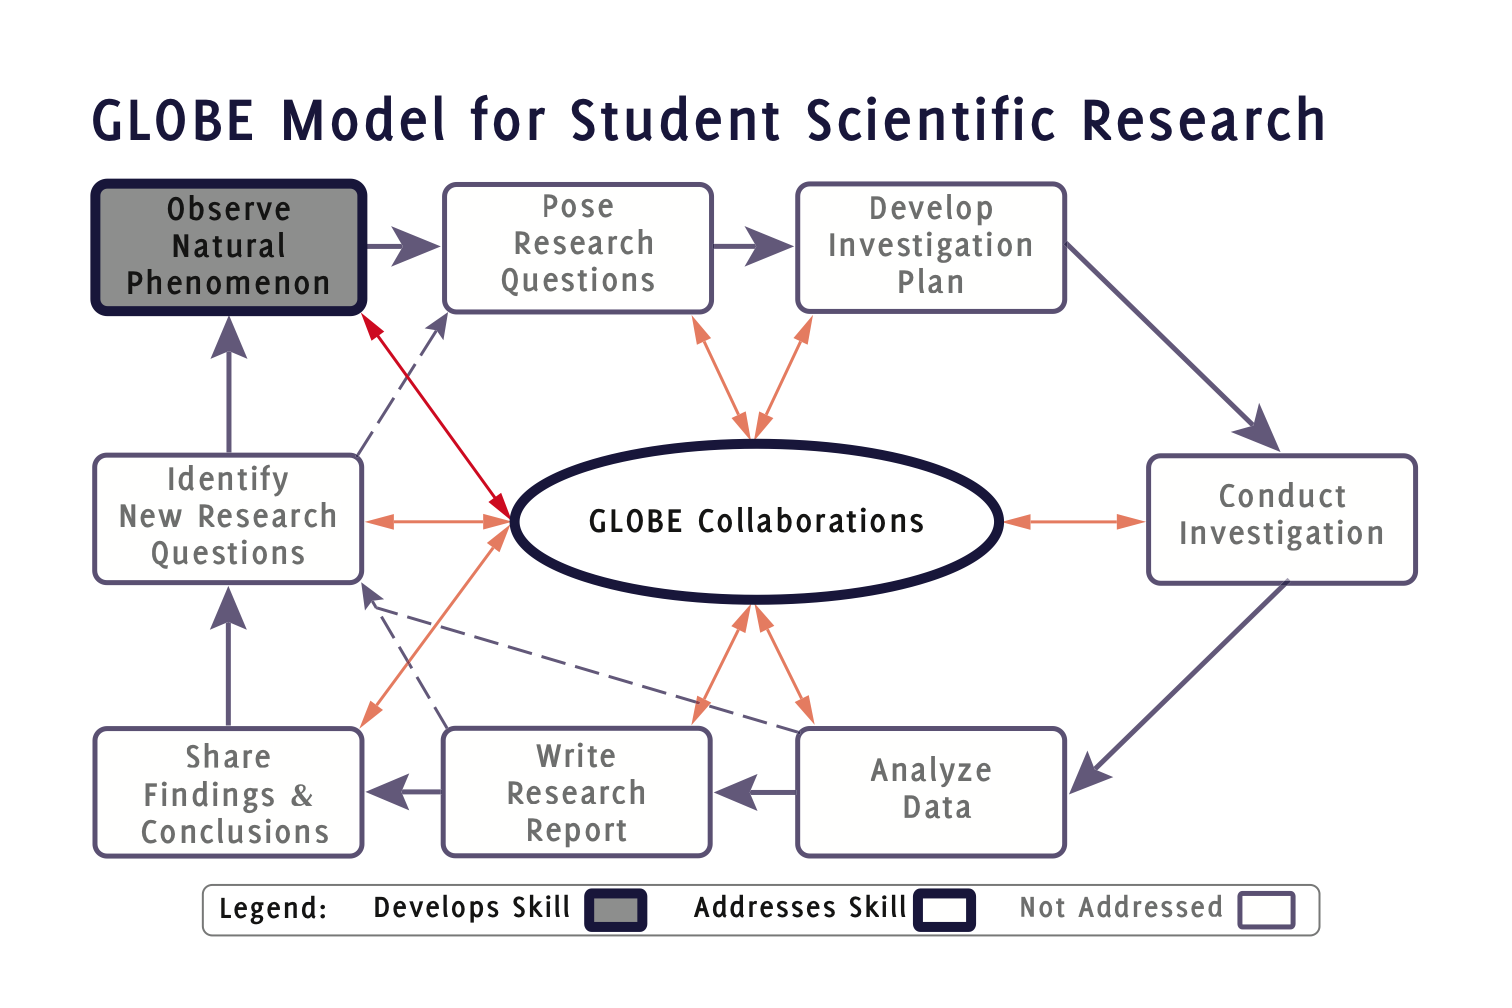 GLOBE Model for Student Scientific Research
Observe
Natural
Phenomenon
Pose
Research
Questions
Develop
Investigation
Plan
Identify
New Research
Questions
GLOBE Collaborations
Conduct
Investigation
Share
Findings &
Conclusions
Write
Research
Report
Analyze
Data
Legend: Develops Skill Addresses Skill Not Addressed